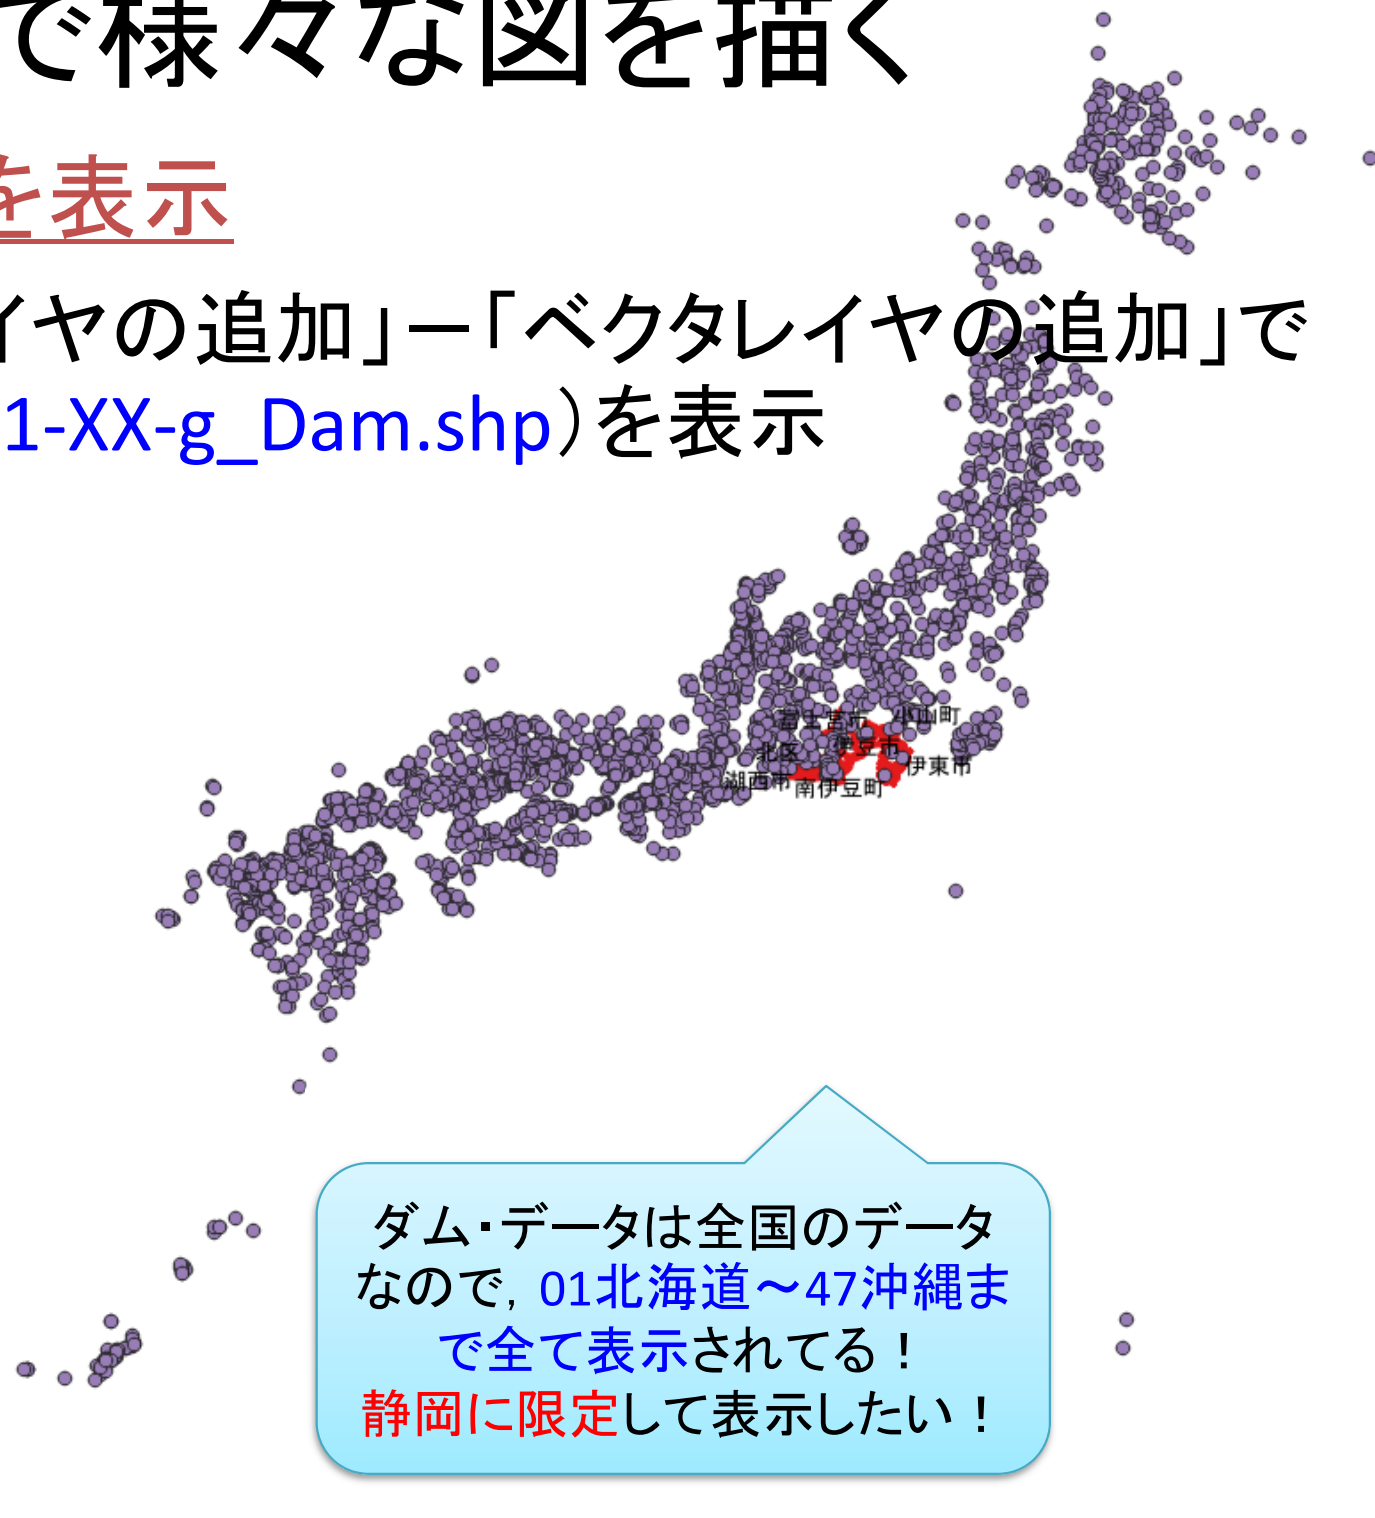 で様々な図を描く
を表示
イヤの追加」－「ベクタレイヤの追加」で
1-XX-g_Dam.shp）を表示
富士宮市
小山町
北区
伊豆市
伊東市
湖西市
南伊豆町
ダム・データは全国のデータ
なので，01北海道～47沖縄ま
で全て表示されてる！
静岡に限定して表示したい！